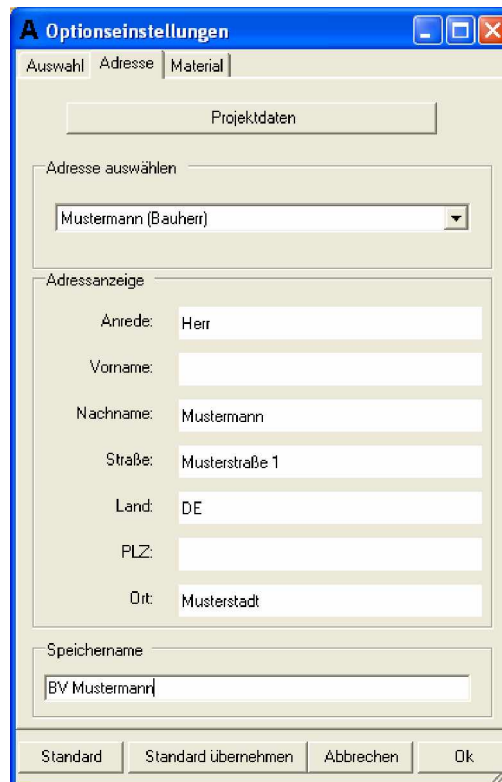 A Optionseinstellungen
Auswahl Adresse Material
Projektdaten
Adresse auswählen
Mustermann (Bauherr)
Adressanzeige
Anrede: Herr
Vorname:
Nachname: Mustermann
Straße: Musterstraße 1
Land: DE
PLZ:
Ort: Musterstadt
Speichername
BV Mustermann
Standard Standard übernehmen Abbrechen Ok